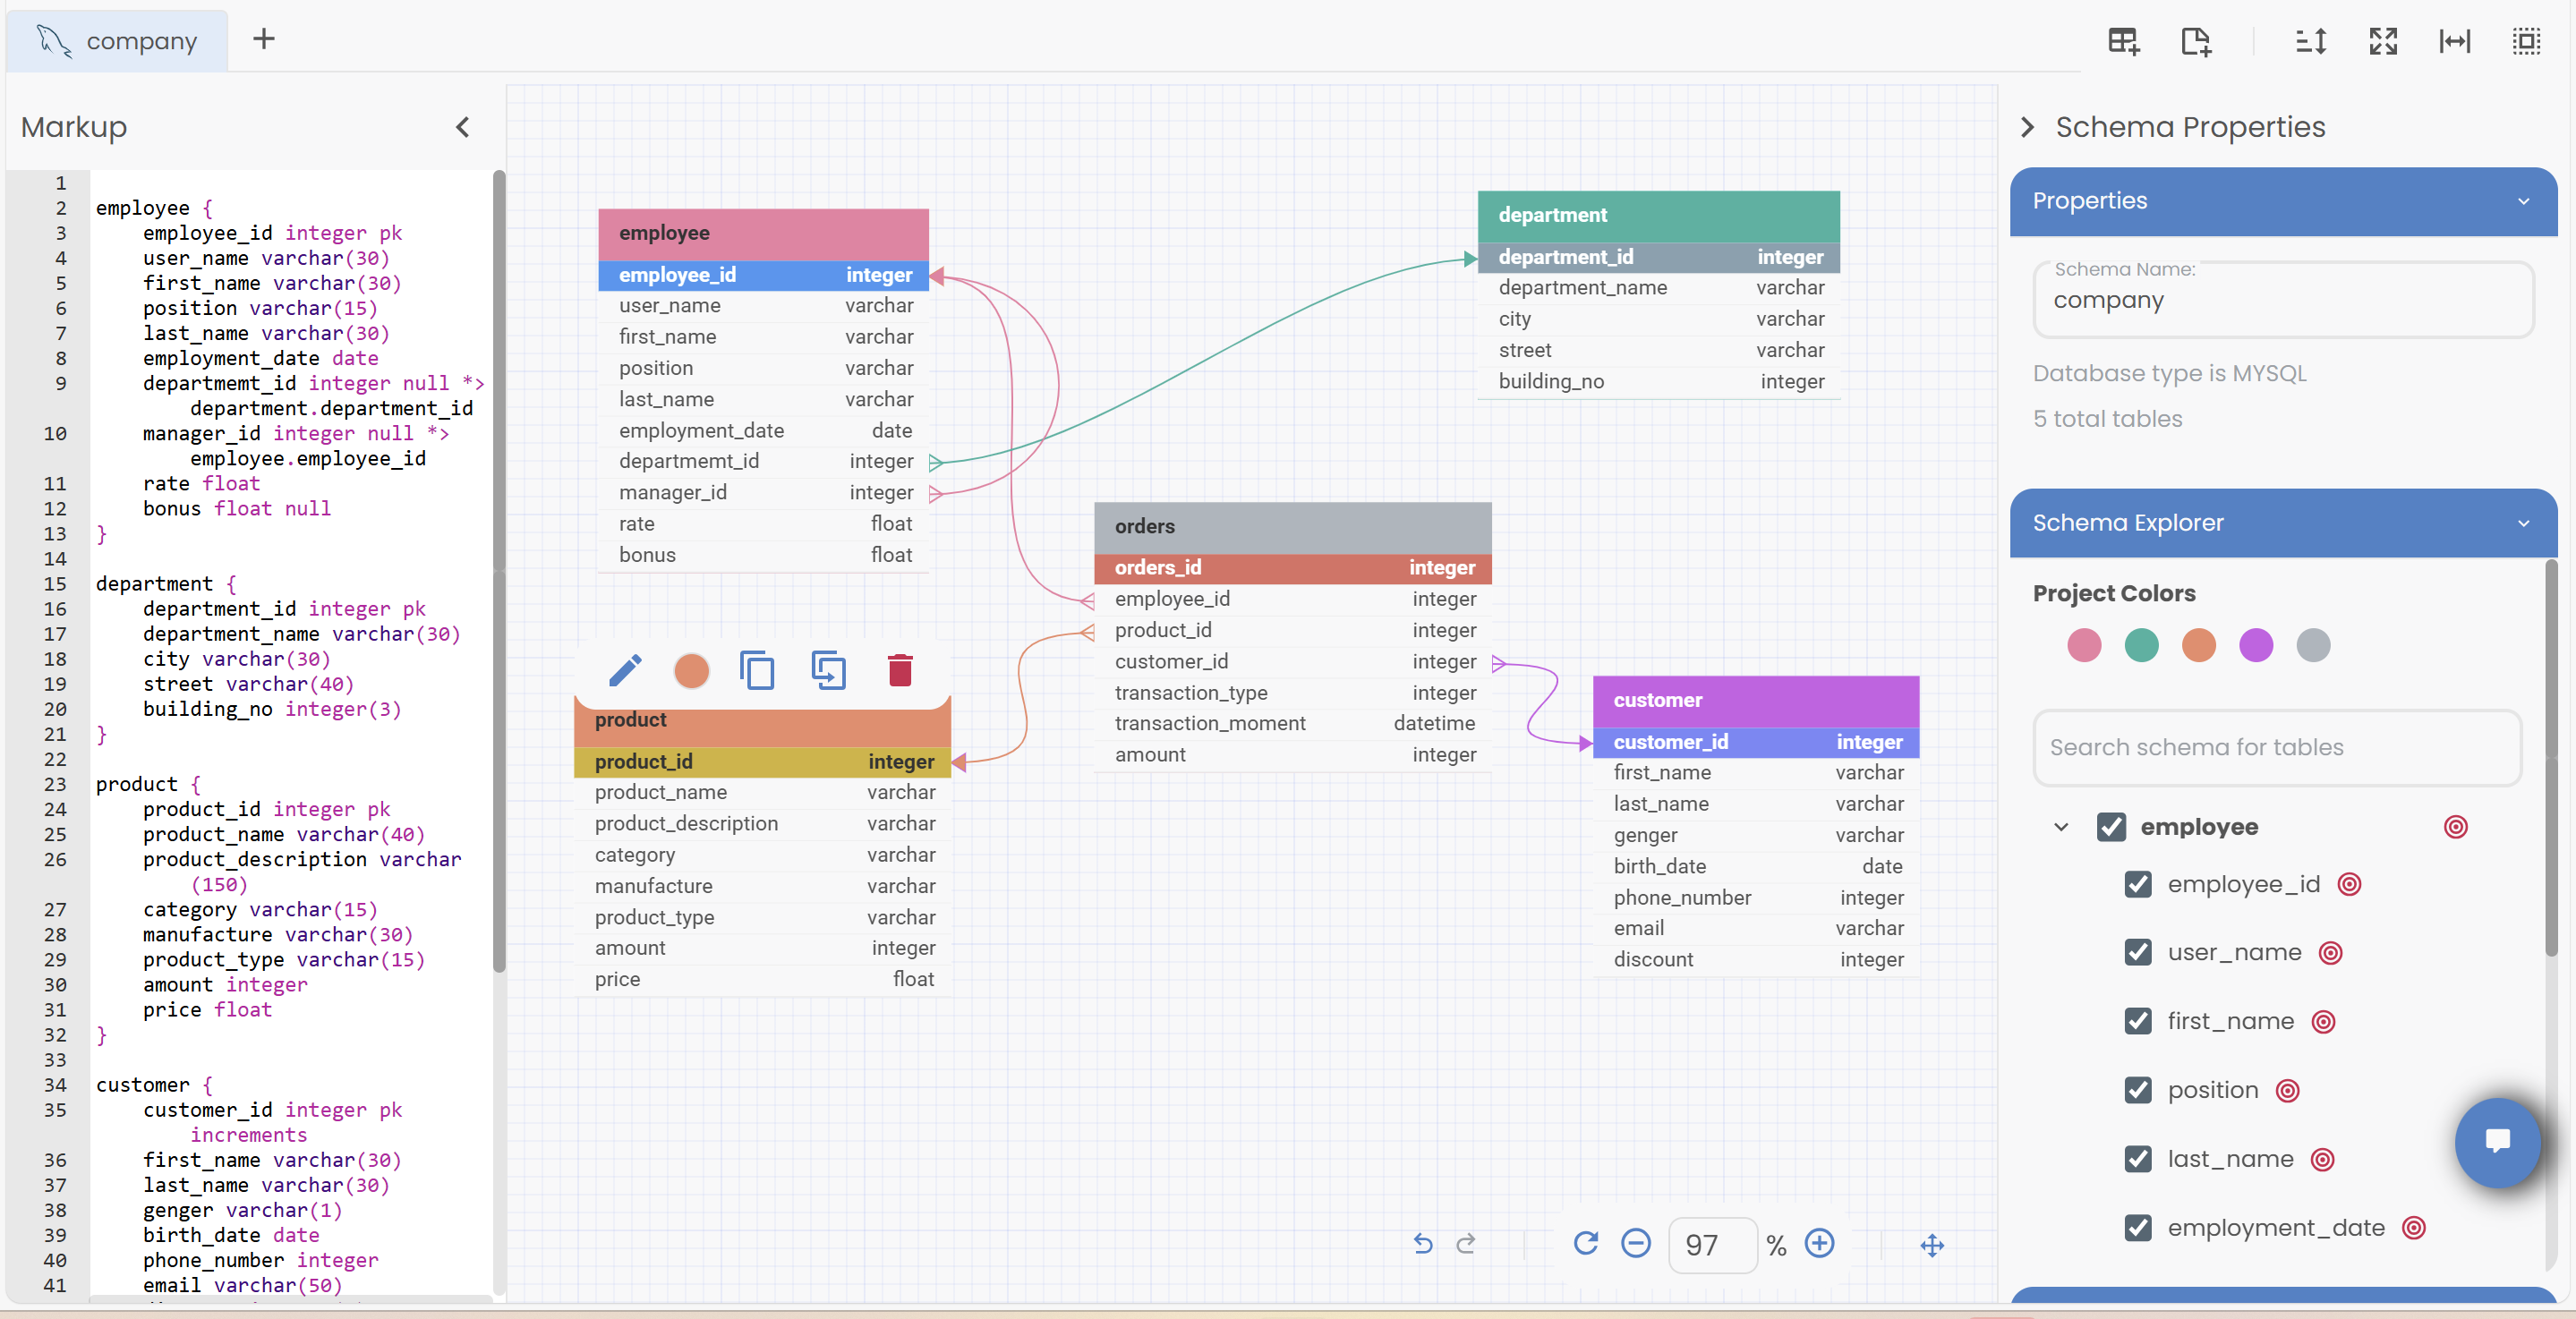 company
Markup
1
2 employee {
3 employee_id integer pk
4 user_name varchar(30)
5 first_name varchar(30)
6 position varchar(15)
7 last_name varchar(30)
8 employment_date date
9 departmemt_id integer null *>
department.department_id
10 manager_id integer null *>
employee.employee_id
11 rate float
12 bonus float null
13 }
14
15 department {
16 department_id integer pk
17 department_name varchar(30)
18 city varchar(30)
19 street varchar(40)
20 building_no integer(3)
21 }
22
23 product {
24 product_id integer pk
25 product_name varchar(40)
26 product_description varchar
(150)
27 category varchar(15)
28 manufacture varchar(30)
29 product_type varchar(15)
30 amount integer
31 price float
32 }
33
34 customer {
35 customer_id integer pk
increments
36 first_name varchar(30)
37 last_name varchar(30)
38 genger varchar(1)
39 birth_date date
40 phone_number integer
41 email varchar(50)
employee
employee_id integer
user_name varchar
first_name varchar
position varchar
last_name varchar
employment_date date
departmemt_id integer
manager_id integer
rate float
bonus float
department
department_id integer
department_name varchar
city varchar
street varchar
building_no integer
orders
orders_id integer
employee_id integer
product_id integer
customer_id integer
transaction_type integer
transaction_moment datetime
amount integer
product
product_id integer
product_name varchar
product_description varchar
category varchar
manufacture varchar
product_type varchar
amount integer
price float
customer
customer_id integer
first_name varchar
last_name varchar
genger varchar
birth_date date
phone_number integer
email varchar
discount integer
97 %
Schema Properties
Properties
Schema Name:
company
Database type is MYSQL
5 total tables
Schema Explorer
Project Colors
Search schema for tables
employee
employee_id
user_name
first_name
position
last_name
employment_date